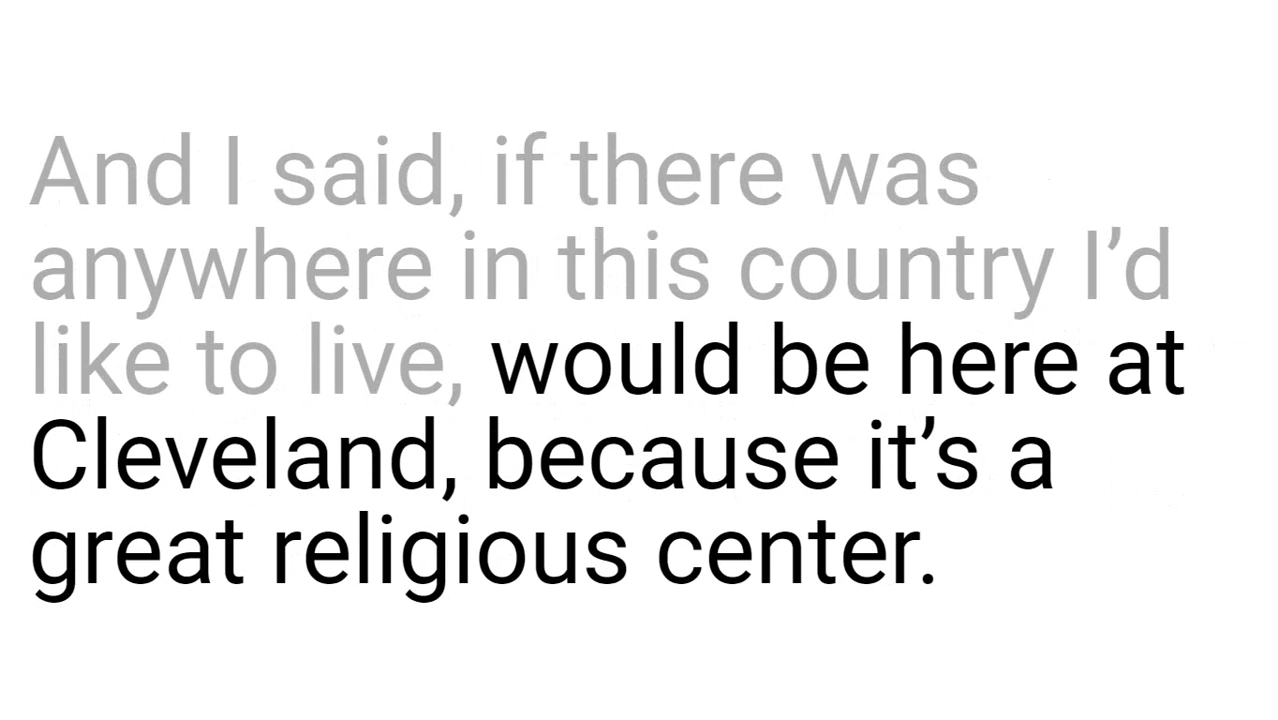 And I said, if there was
anywhere in this country I’d
like to live, would be here at
Cleveland, because it’s a
great religious center.